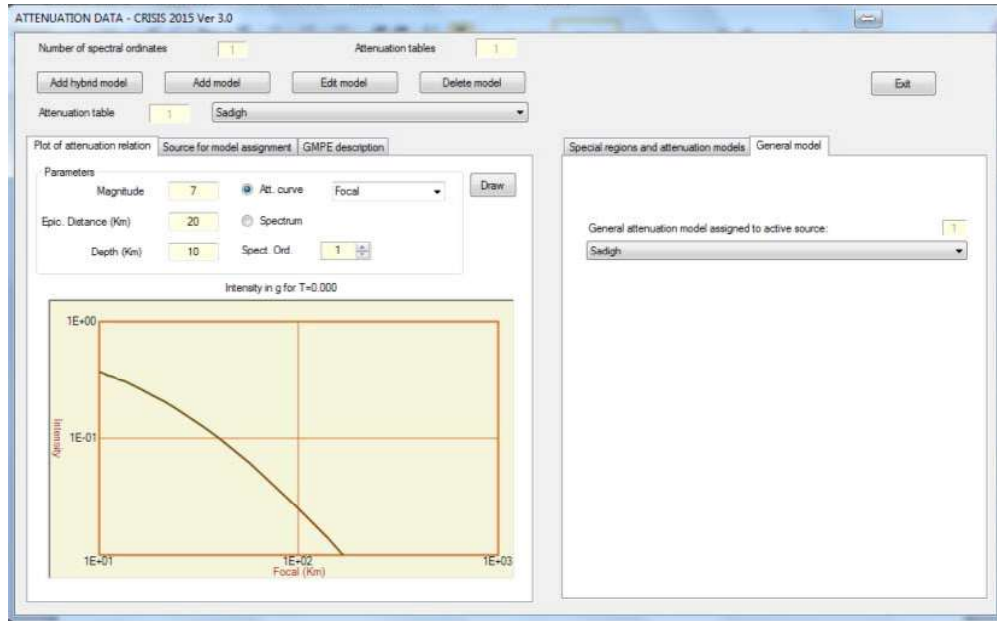 ATTENUATION DATA - CRISIS 2015 Ver 3.0
Number of spectral ordinates 1 Attenuation tables 1
Add hybrid model Add model Edit model Delete model Exit
Attenuation table 1 Sadigh
Plot of attenuation relation Source for model assignment GMPE description
Special regions and attenuation models General model
Parameters
Magnitude 7 Att. curve Focal Draw
Epic. Distance (Km) 20 Spectrum
Depth (Km) 10 Spect. Ord. 1
General attenuation model assigned to active source: 1
Sadigh
Intensity in g for T=0.000
1E+00
Intensity
1E-01
1E+01 1E+02 1E+03
Focal (Km)